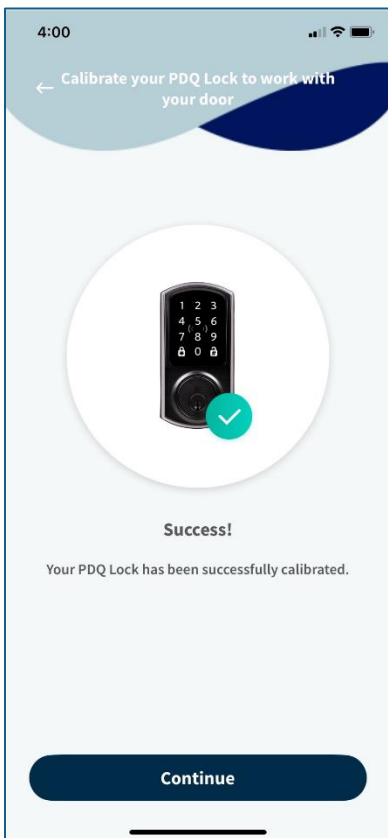 4:00
Calibrate your PDQ Lock to work with
your door
1 2 3
4 5 6
7 8 9
0
Success!
Your PDQ Lock has been successfully calibrated.
Continue